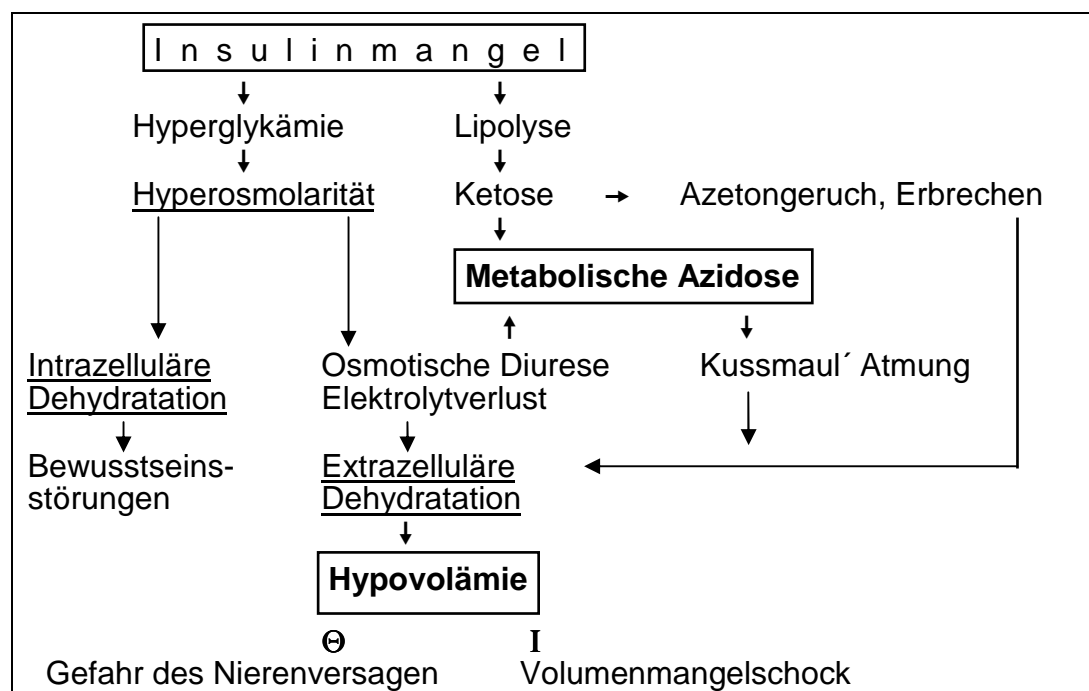 Insulinmangel
Hyperglykämie Lipolyse
Hyperosmolarität Ketose → Azetongeruch, Erbrechen
Metabolische Azidose
Intrazelluläre Osmotische Diurese Kussmaul´ Atmung
Dehydratation Elektrolytverlust
Bewusstseins- Extrazelluläre
störungen Dehydratation
Hypovolämie
Θ I
Gefahr des Nierenversagen Volumenmangelschock